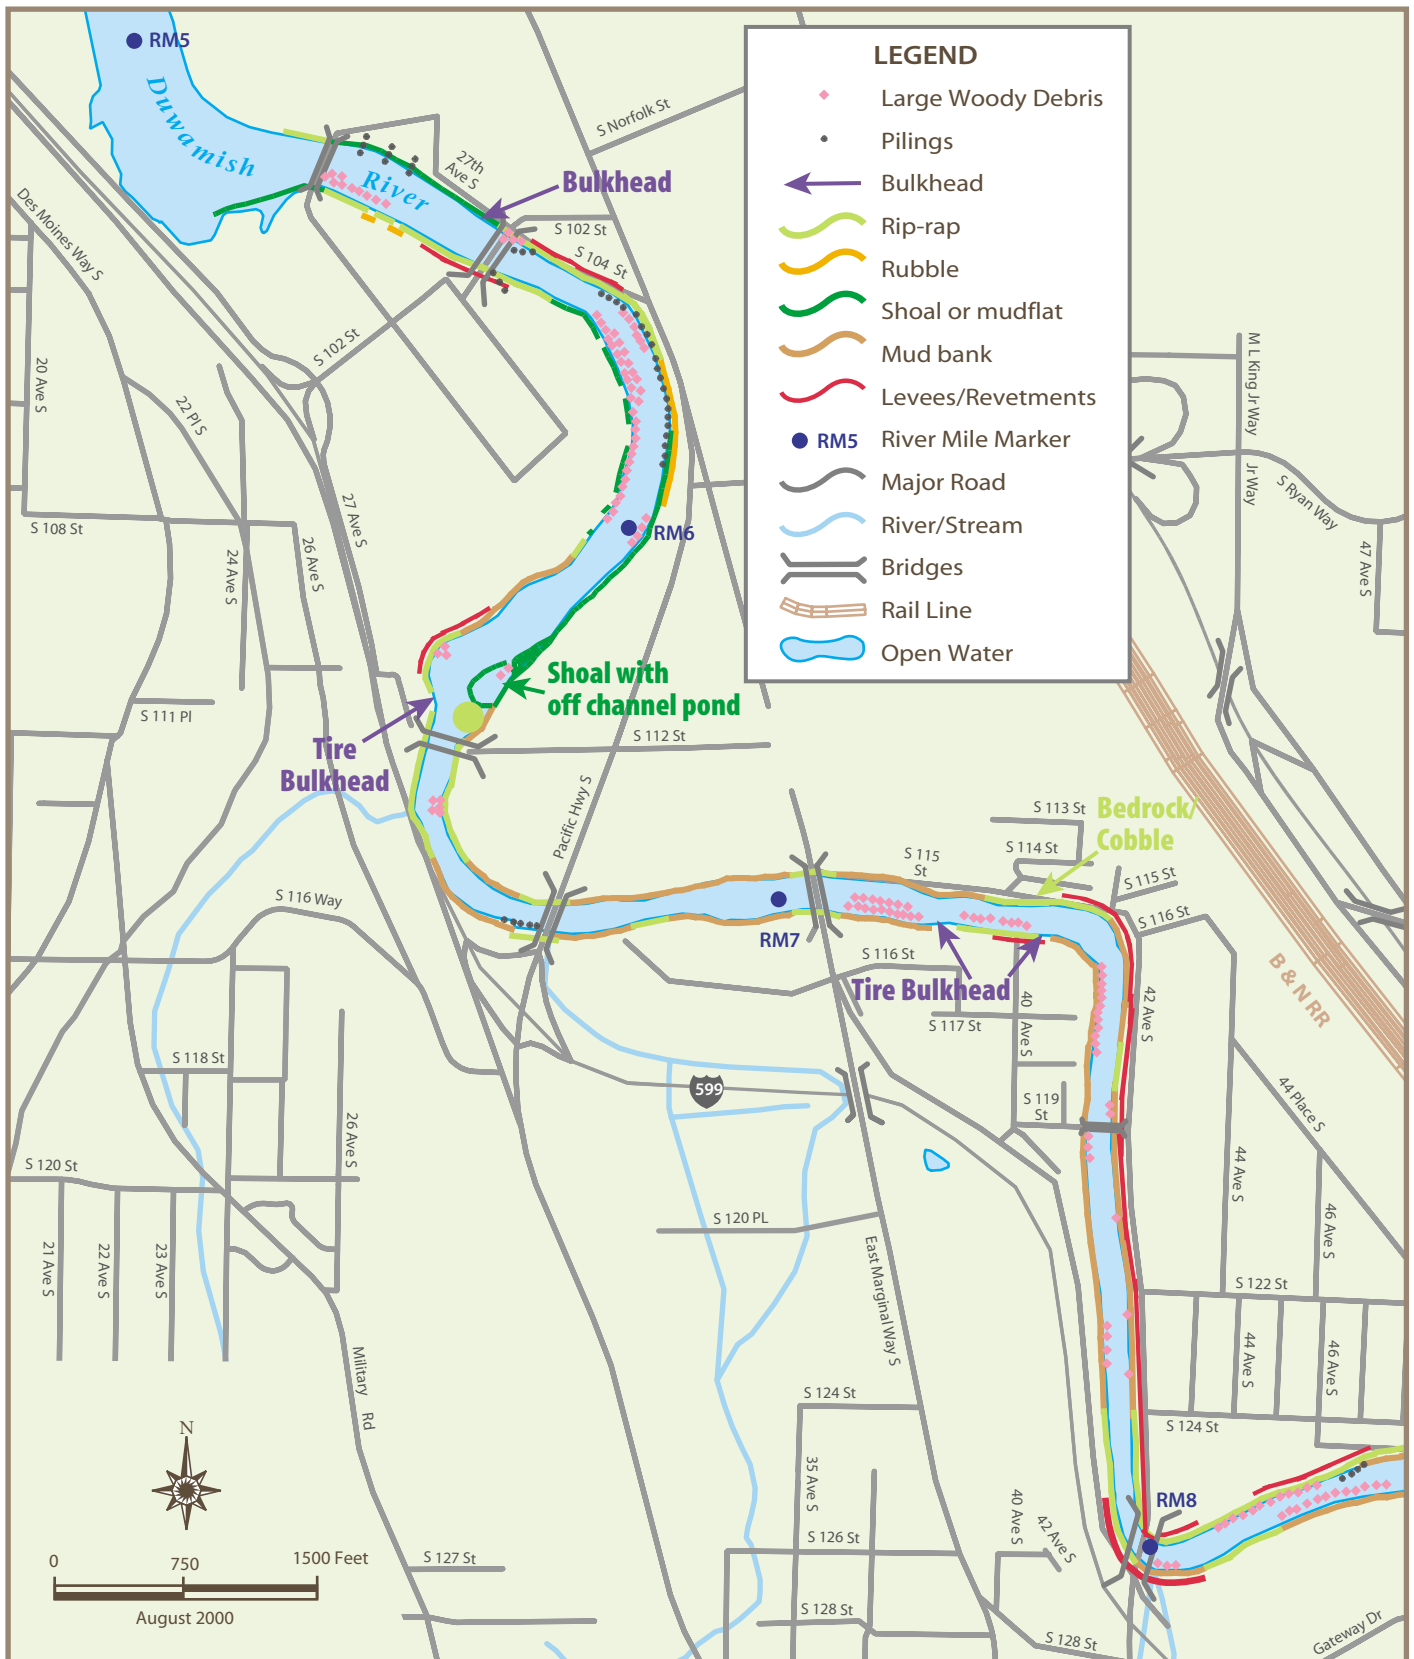 RM5
Duwamish
River
27th
Ave S
S Norfolk St
Bulkhead
S 102 St
S 104 St
Des Moines Way S
S 102 St
20 Ave S
22 Pl S
27 Ave S
S 108 St
24 Ave S
26 Ave S
RM6
LEGEND
Large Woody Debris
Pilings
Bulkhead
Rip-rap
Rubble
Shoal or mudflat
Mud bank
Levees/Revetments
RM5 River Mile Marker
Major Road
River/Stream
Bridges
Rail Line
Open Water
M L King Jr Way
Jr Way
S Ryan Way
47 Ave S
Shoal with
off channel pond
S 111 Pl
S 112 St
Tire
Bulkhead
Pacific Hwy S
S 113 St
Bedrock/
Cobble
S 114 St
S 115
St
S 115 St
S 116 St
S 116 Way
RM7
S 116 St
Tire Bulkhead
B & N RR
40 Ave S
42 Ave S
S 117 St
S 118 St
599
S 119
St
44 Place S
26 Ave S
S 120 St
44 Ave S
46 Ave S
S 120 PL
21 Ave S
22 Ave S
23 Ave S
East Marginal Way S
S 122 St
44 Ave S
46 Ave S
Military Rd
S 124 St
S 124 St
N
35 Ave S
40 Ave S
42 Ave S
RM8
S 126 St
0 750 1500 Feet
August 2000
S 127 St
S 128 St
S 128 St
Gateway Dr